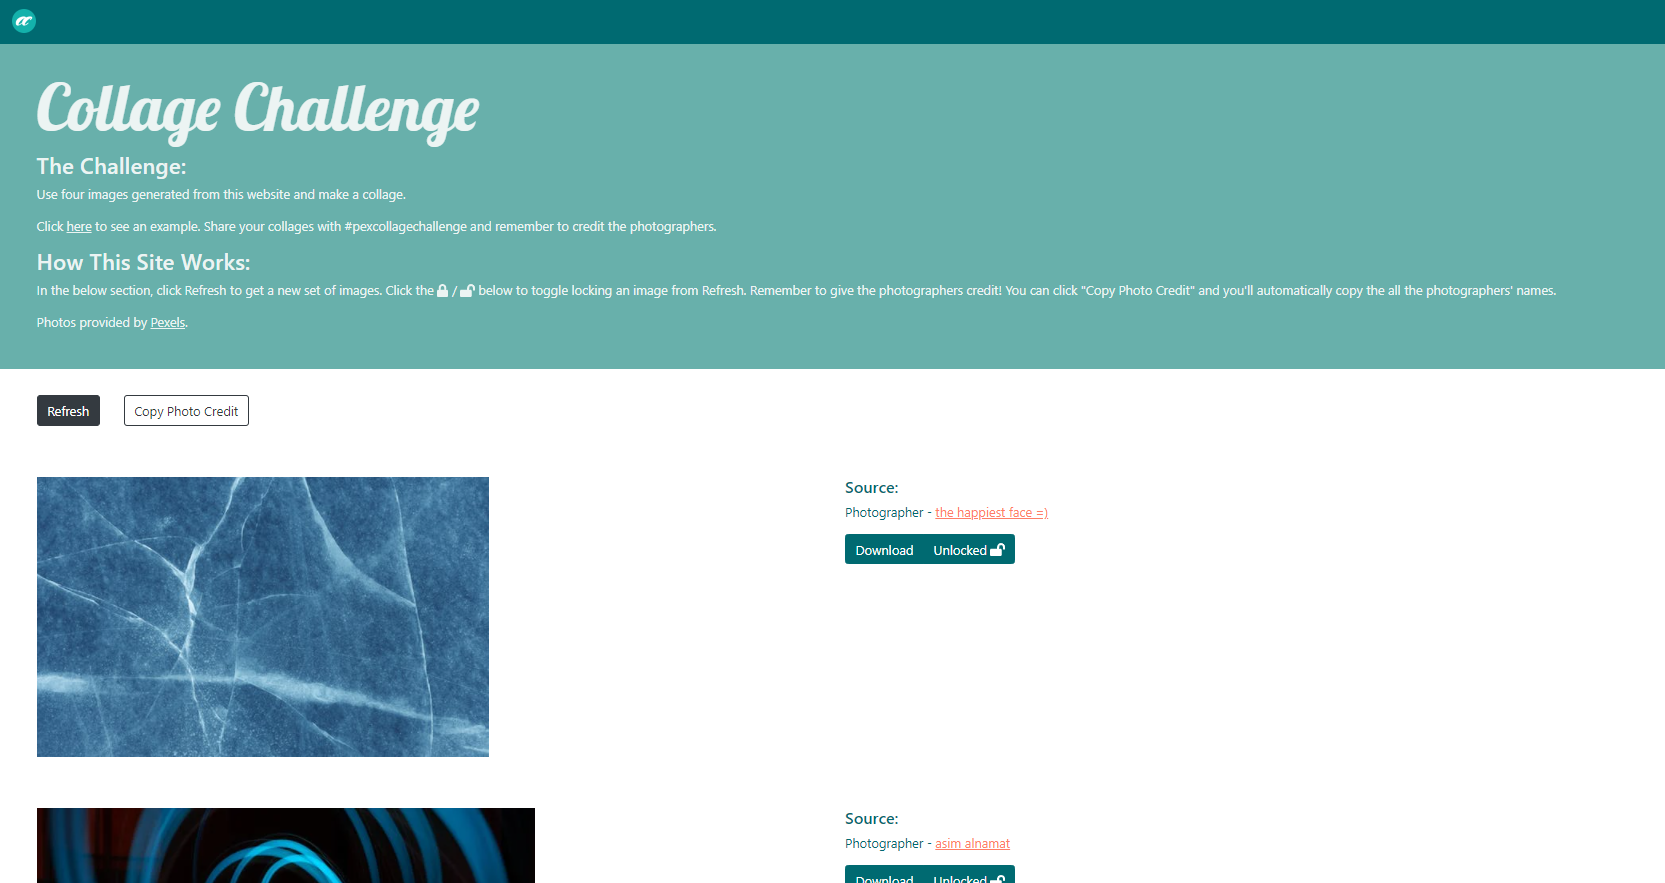 ac
Collage Challenge
The Challenge:
Use four images generated from this website and make a collage.
Click here to see an example. Share your collages with #pexcollagechallenge and remember to credit the photographers.
How This Site Works:
In the below section, click Refresh to get a new set of images. Click the / below to toggle locking an image from Refresh. Remember to give the photographers credit! You can click "Copy Photo Credit" and you'll automatically copy the all the photographers' names.
Photos provided by Pexels.
Refresh Copy Photo Credit
Source:
Photographer - the happiest face =)
Download Unlocked
Source:
Photographer - asim alnamat
Download Unlocked